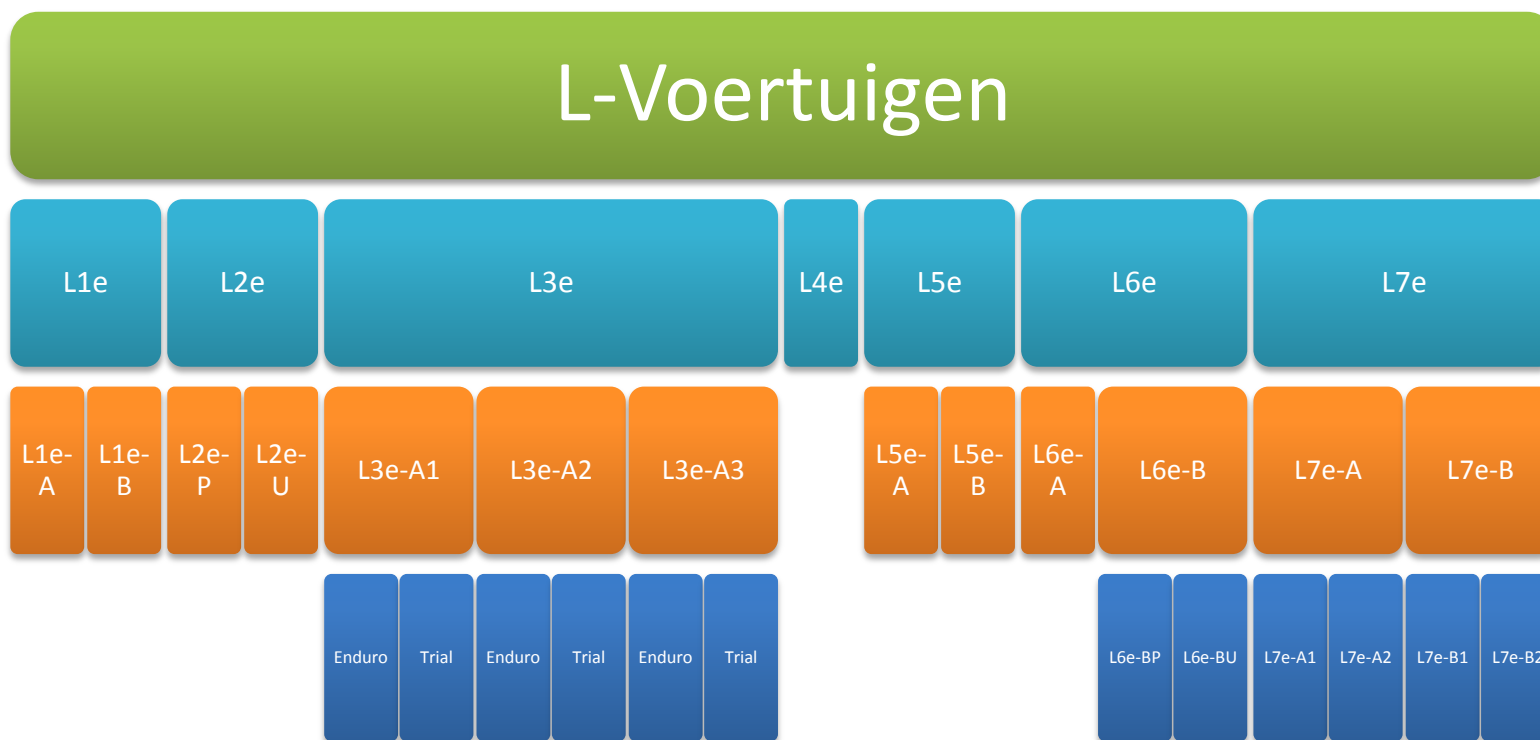 L-Voertuigen
L1e
L2e
L3e
L4e
L5e
L6e
L7e
L1e-
A
L1e-
B
L2e-
P
L2e-
U
L3e-A1
L3e-A2
L3e-A3
L5e-
A
L5e-
B
L6e-
A
L6e-B
L7e-A
L7e-B
Enduro
Trial
Enduro
Trial
Enduro
Trial
L6e-BP
L6e-BU
L7e-A1
L7e-A2
L7e-B1
L7e-B2